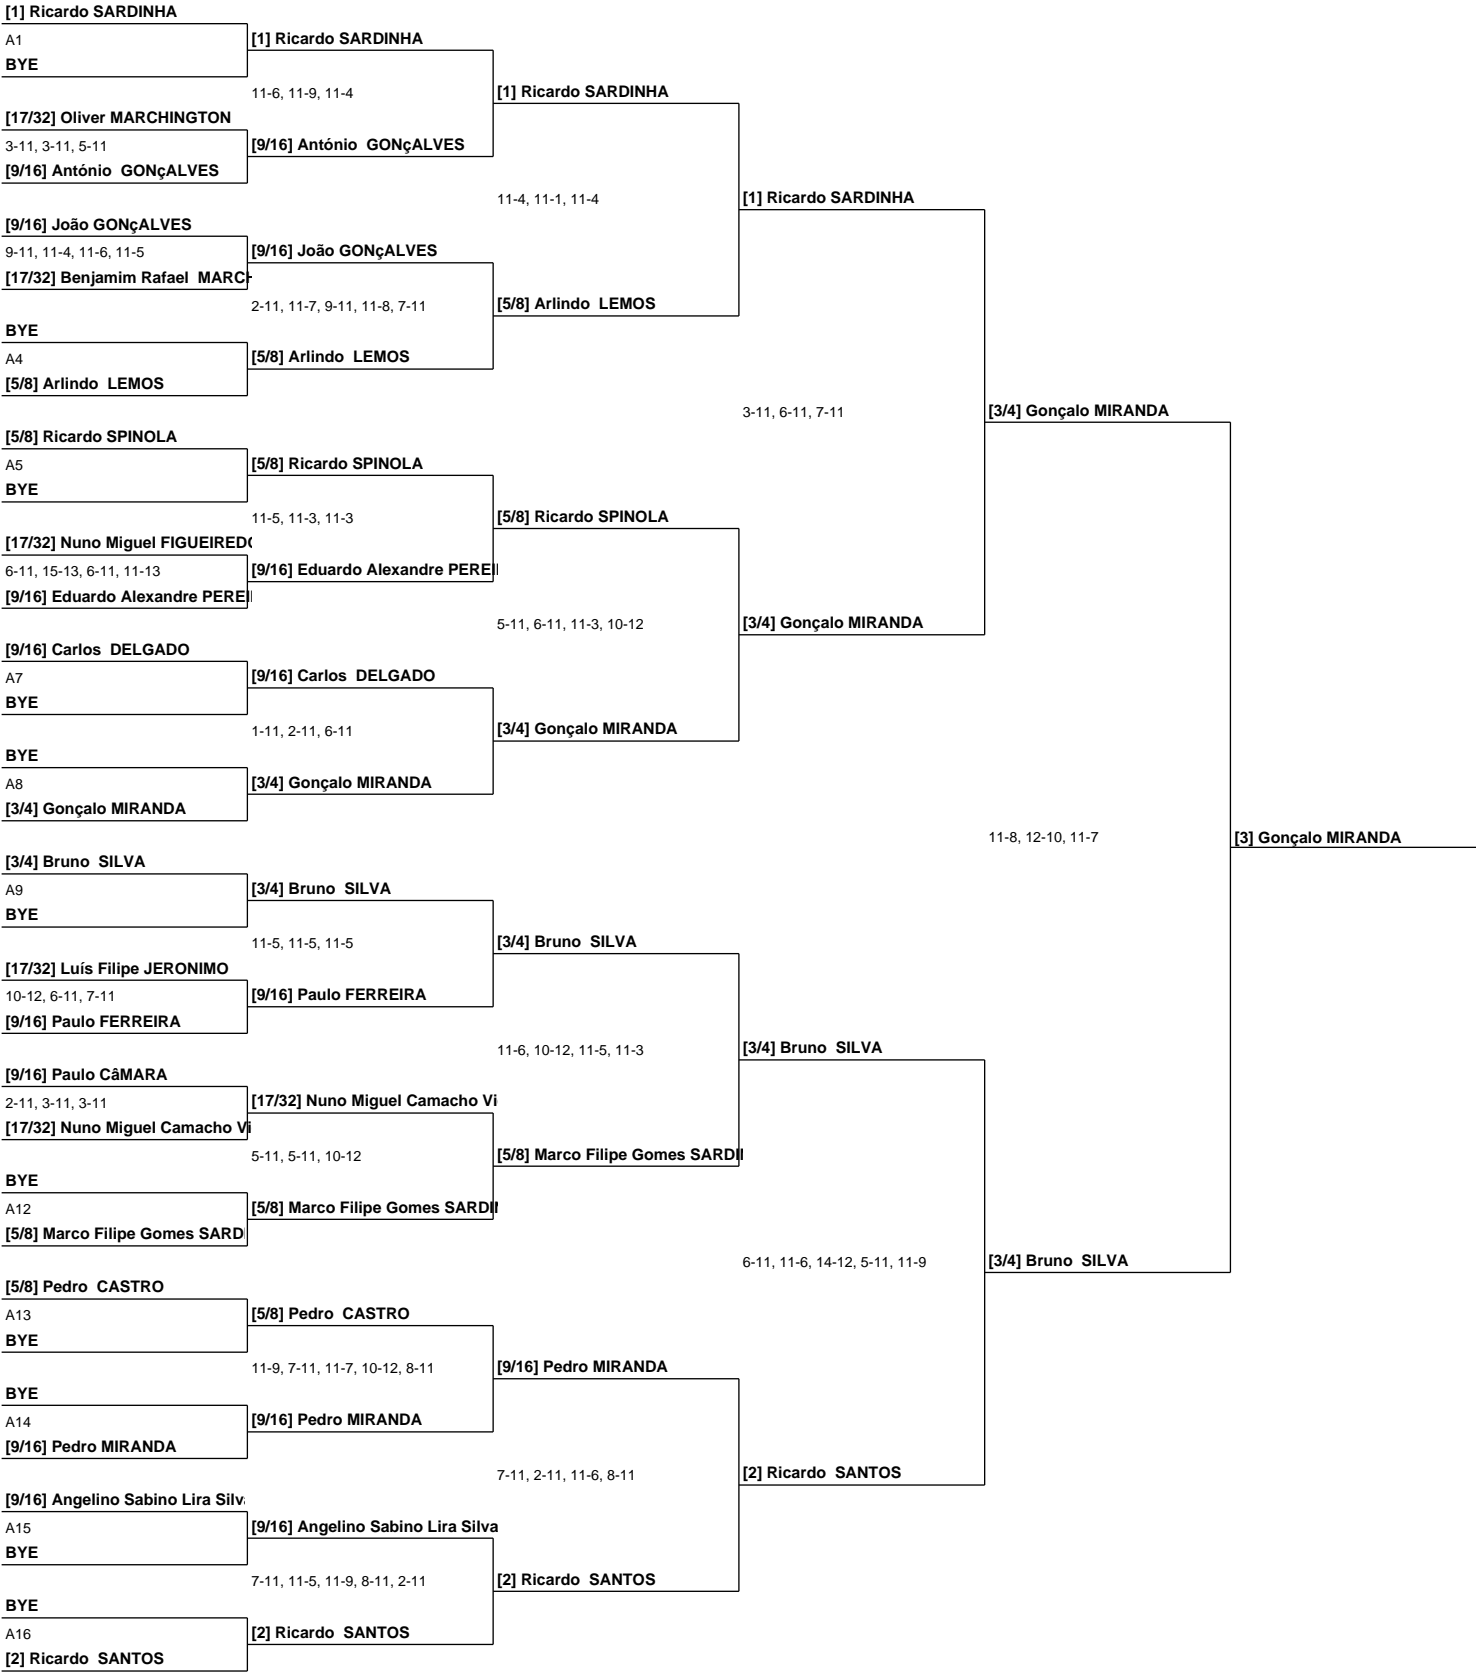 [1] Ricardo SARDINHA
A1
BYE
[17/32] Oliver MARCHINGTON
3-11, 3-11, 5-11
[9/16] António GONçALVES
[9/16] João GONçALVES
9-11, 11-4, 11-6, 11-5
[17/32] Benjamim Rafael MARCH
BYE
A4
[5/8] Arlindo LEMOS
[5/8] Ricardo SPINOLA
A5
BYE
[17/32] Nuno Miguel FIGUEIREDO
6-11, 15-13, 6-11, 11-13
[9/16] Eduardo Alexandre PEREI
[9/16] Carlos DELGADO
A7
BYE
BYE
A8
[3/4] Gonçalo MIRANDA
[3/4] Bruno SILVA
A9
BYE
[17/32] Luís Filipe JERONIMO
10-12, 6-11, 7-11
[9/16] Paulo FERREIRA
[9/16] Paulo CâMARA
2-11, 3-11, 3-11
[17/32] Nuno Miguel Camacho Vi
BYE
A12
[5/8] Marco Filipe Gomes SARD
[5/8] Pedro CASTRO
A13
BYE
BYE
A14
[9/16] Pedro MIRANDA
[9/16] Angelino Sabino Lira Silva
A15
BYE
BYE
A16
[2] Ricardo SANTOS
[1] Ricardo SARDINHA
11-6, 11-9, 11-4
[9/16] António GONçALVES
[9/16] João GONçALVES
2-11, 11-7, 9-11, 11-8, 7-11
[5/8] Arlindo LEMOS
[5/8] Ricardo SPINOLA
11-5, 11-3, 11-3
[9/16] Eduardo Alexandre PEREI
[9/16] Carlos DELGADO
1-11, 2-11, 6-11
[3/4] Gonçalo MIRANDA
[3/4] Bruno SILVA
11-5, 11-5, 11-5
[9/16] Paulo FERREIRA
[17/32] Nuno Miguel Camacho Vi
5-11, 5-11, 10-12
[5/8] Marco Filipe Gomes SARDIN
[5/8] Pedro CASTRO
11-9, 7-11, 11-7, 10-12, 8-11
[9/16] Pedro MIRANDA
[9/16] Angelino Sabino Lira Silva
7-11, 11-5, 11-9, 8-11, 2-11
[2] Ricardo SANTOS
[1] Ricardo SARDINHA
11-4, 11-1, 11-4
[5/8] Arlindo LEMOS
[5/8] Ricardo SPINOLA
5-11, 6-11, 11-3, 10-12
[3/4] Gonçalo MIRANDA
[3/4] Bruno SILVA
11-6, 10-12, 11-5, 11-3
[5/8] Marco Filipe Gomes SARDIN
[9/16] Pedro MIRANDA
7-11, 2-11, 11-6, 8-11
[2] Ricardo SANTOS
[1] Ricardo SARDINHA
3-11, 6-11, 7-11
[3/4] Gonçalo MIRANDA
[3/4] Bruno SILVA
6-11, 11-6, 14-12, 5-11, 11-9
[2] Ricardo SANTOS
[3/4] Gonçalo MIRANDA
11-8, 12-10, 11-7
[3/4] Bruno SILVA
[3] Gonçalo MIRANDA